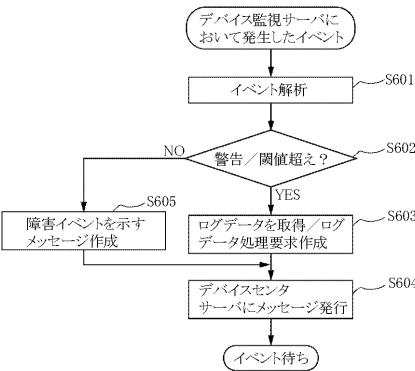 デバイス監視サーバに
おいて発生したイベント
S601
イベント解析
S602
警告／閾値超え？
NO
YES
S605
障害イベントを示す
メッセージ作成
S603
ログデータを取得／ログ
データ処理要求作成
S604
デバイスセンタ
サーバにメッセージ発行
イベント待ち